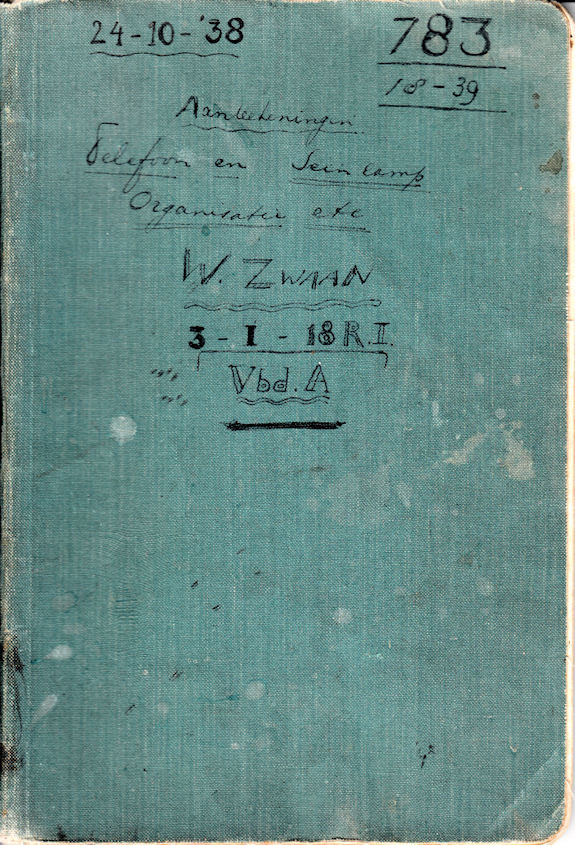 24-10-'38
783
18-39
Aanteekeningen
Telefoon en Seinlamp
Organisatie etc
W. ZWAAN
3 - I - 18 R.I.
Vbd. A